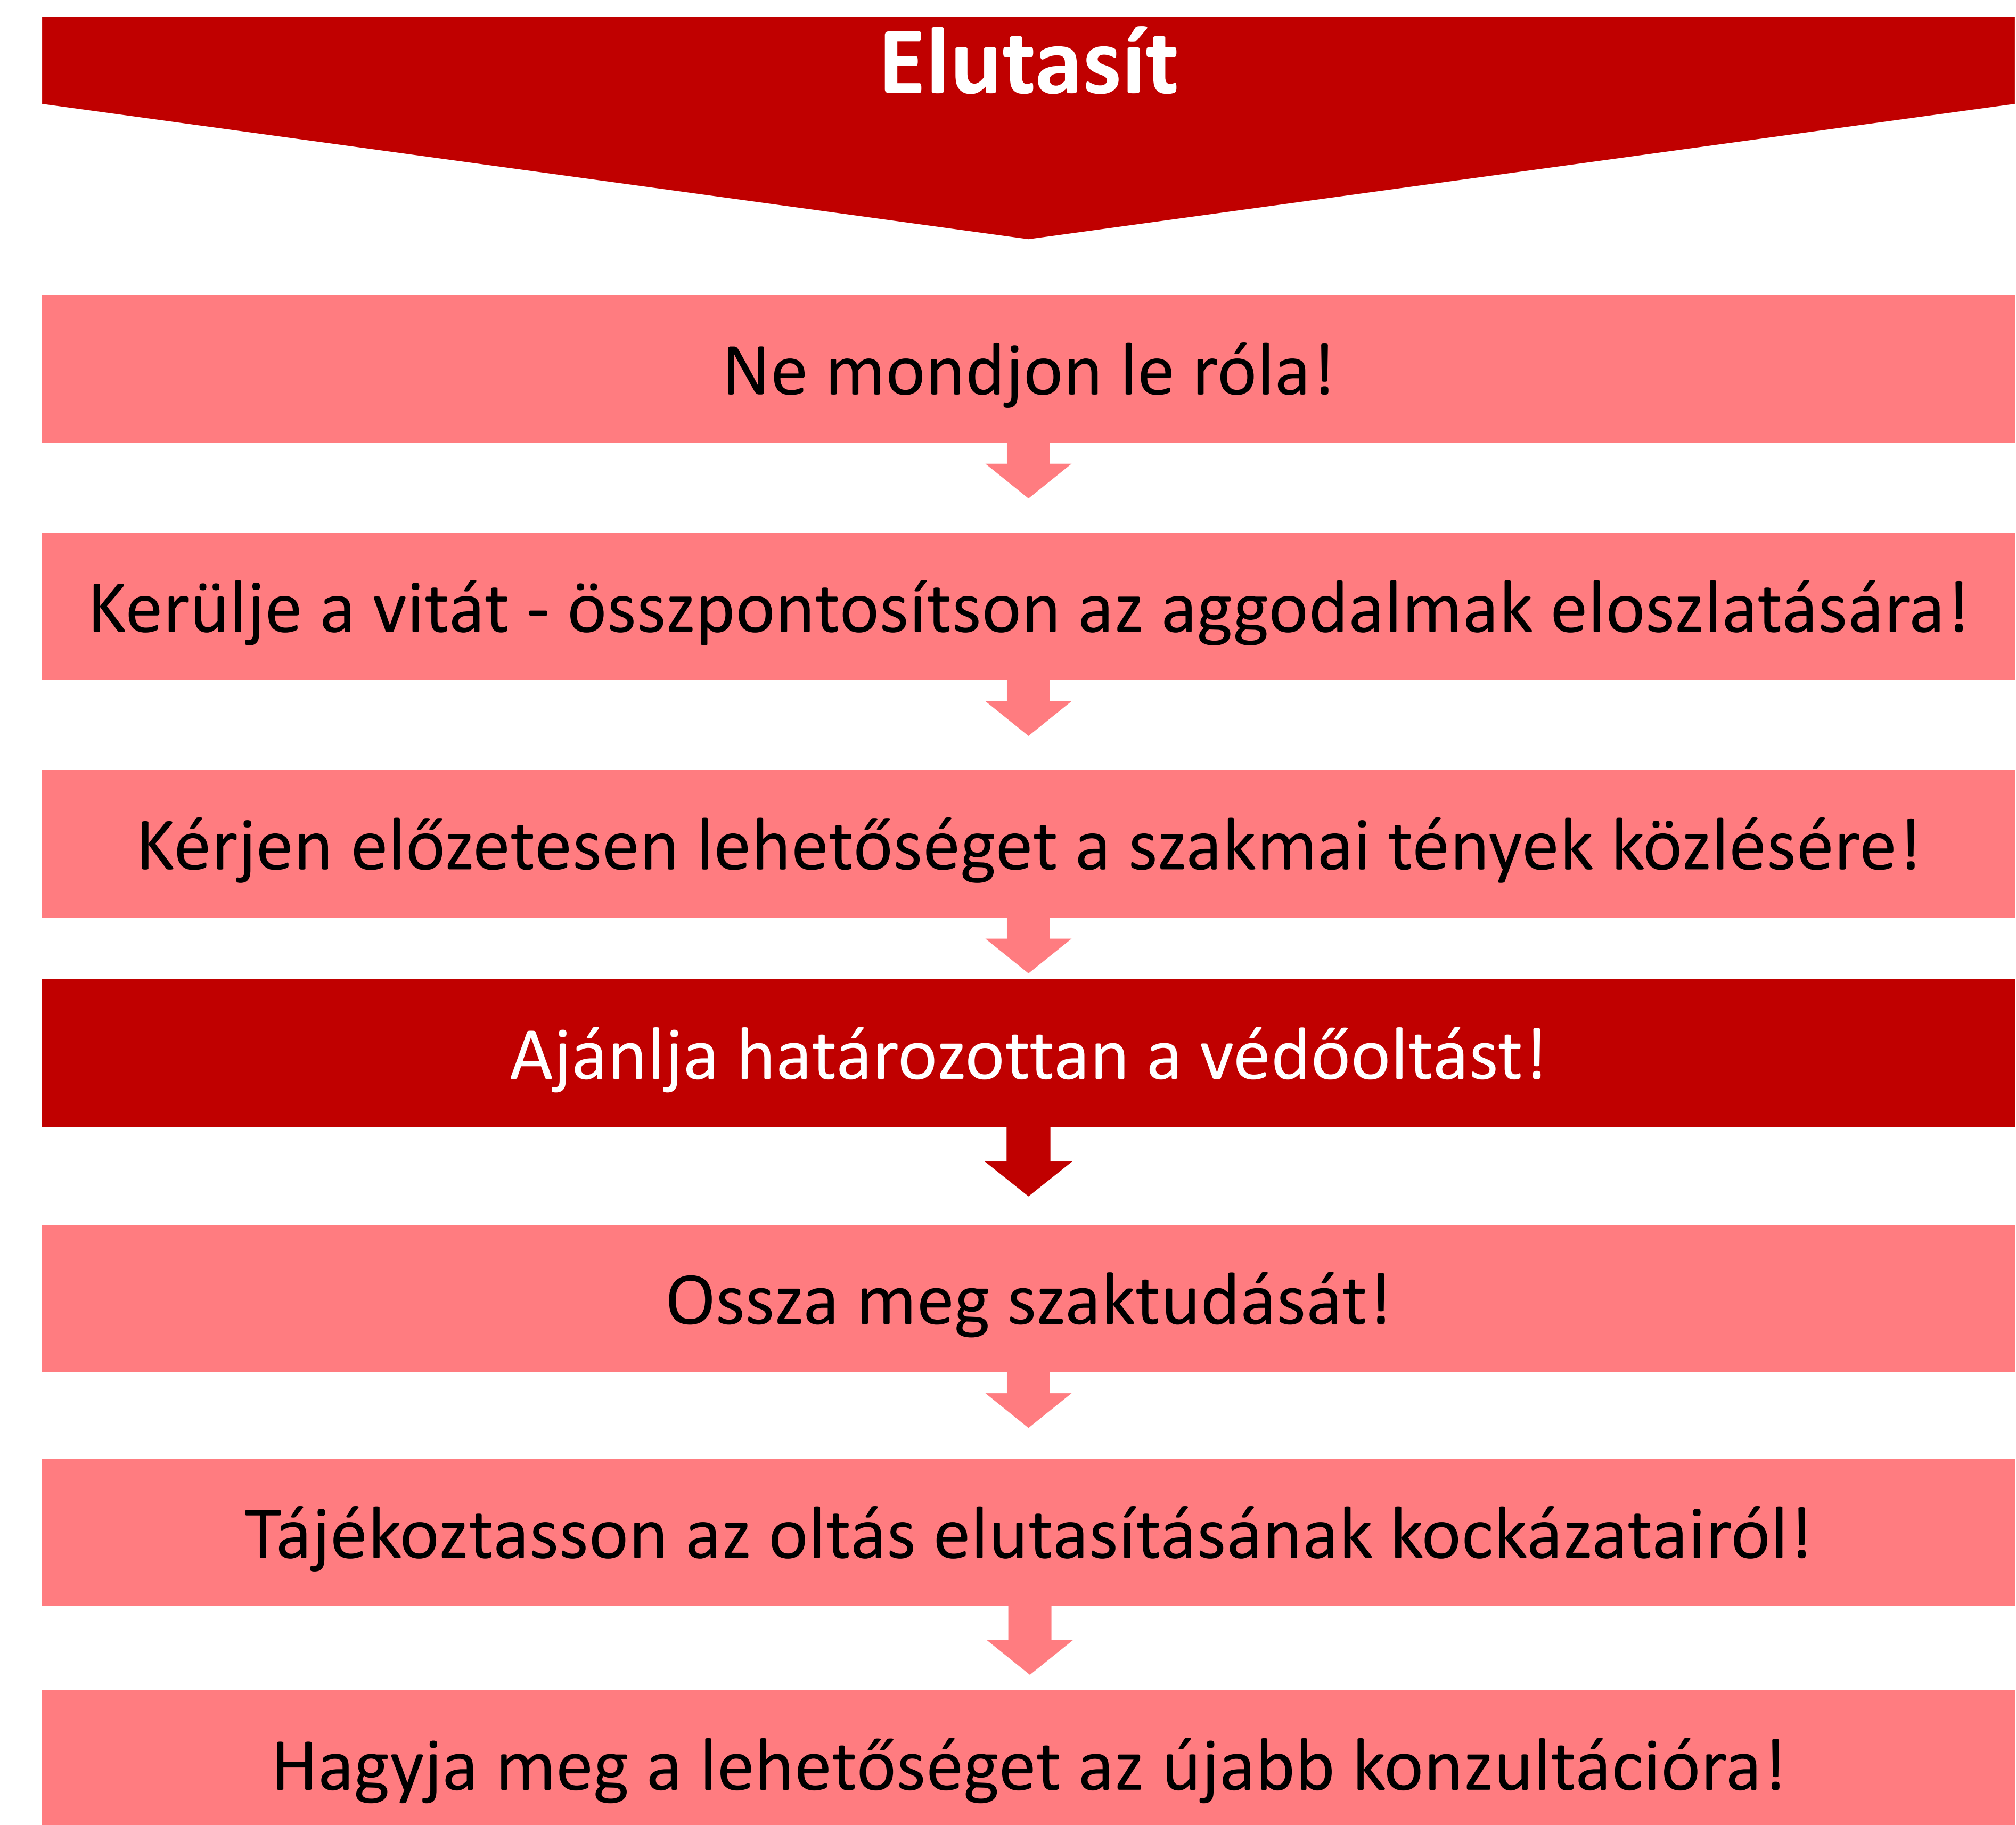 Elutasít
Ne mondjon le róla!
Kerülje a vitát - összpontosítson az aggodalmak eloszlatására!
Kérjen előzetesen lehetőséget a szakmai tények közlésére!
Ajánlja határozottan a védőoltást!
Ossza meg szaktudását!
Tájékoztasson az oltás elutasításának kockázatairól!
Hagyja meg a lehetőséget az újabb konzultációra!